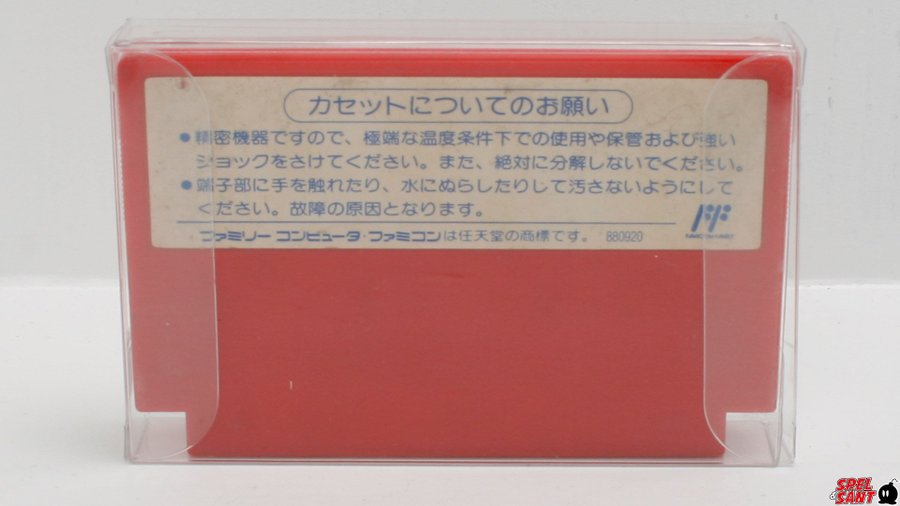 カセットについてのお願い
●精密機器ですので、極端な温度条件下での使用や保管および強い
ショックをさけてください。また、絶対に分解しないでください。
●端子部に手を触れたり、水にぬらしたりして汚さないようにして
ください。故障の原因となります。
ファミリー コンピュータ・ファミコンは任天堂の商標です。 880920
SPEL
SANT